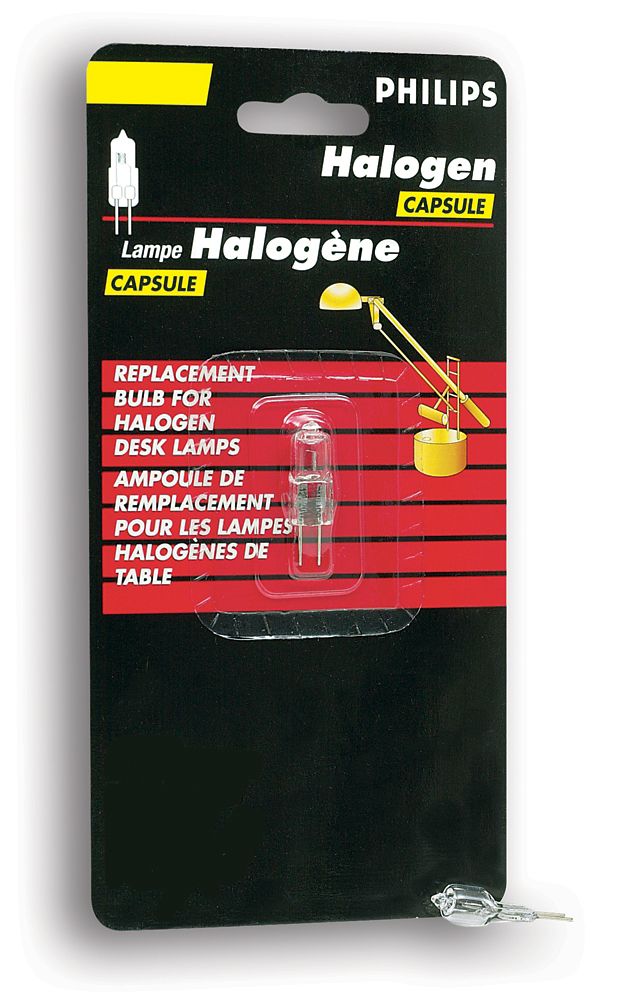 PHILIPS
Halogen
CAPSULE
Lampe Halogène
CAPSULE
REPLACEMENT
BULB FOR
HALOGEN
DESK LAMPS
AMPOULE DE
REMPLACEMENT
POUR LES LAMPES
HALOGÈNES DE
TABLE